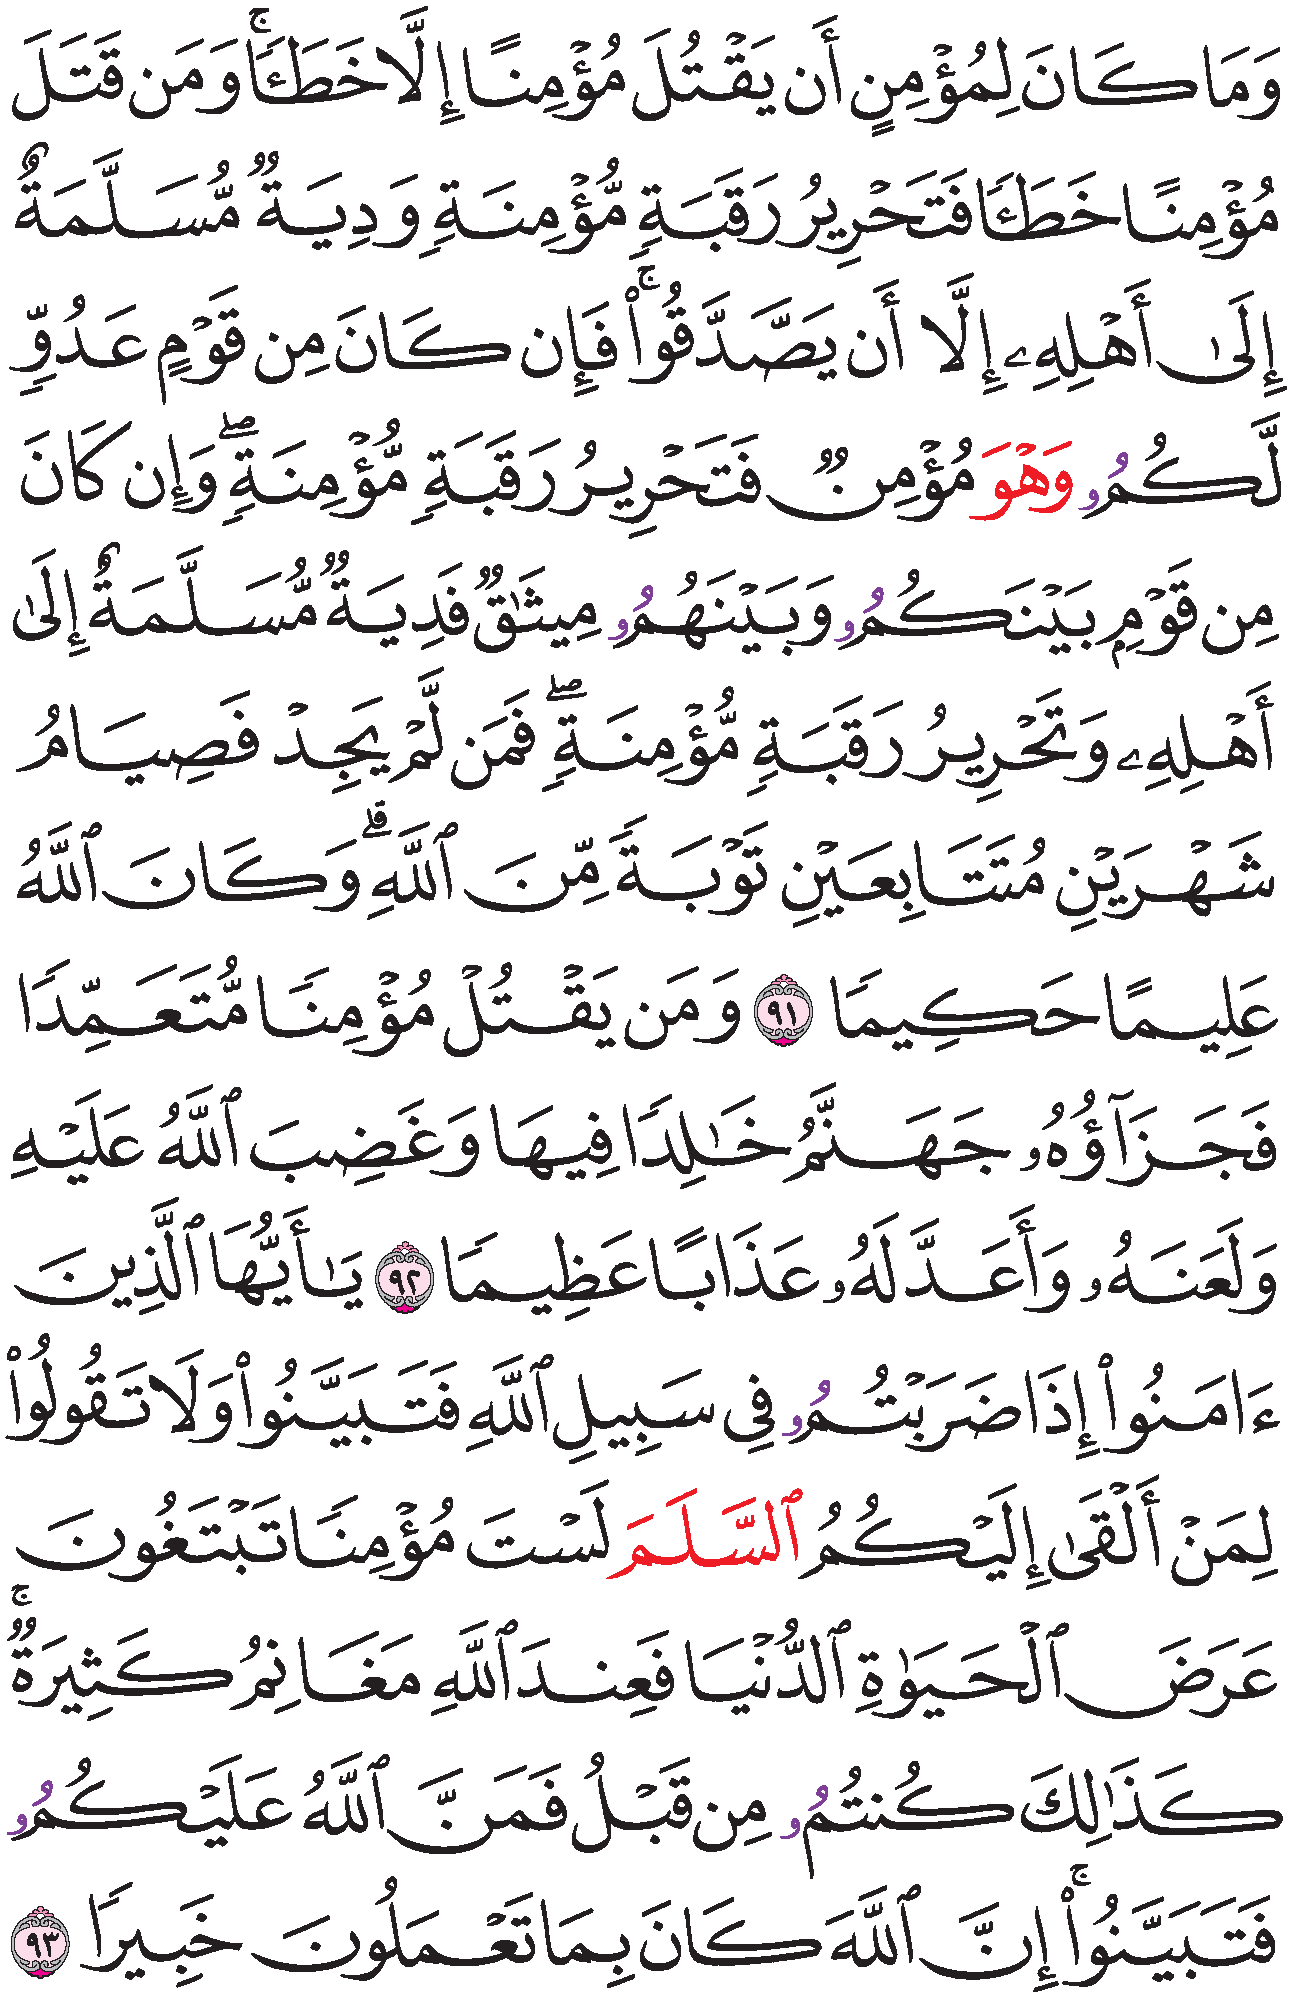 وَمَا كَانَ لِمُؤۡمِنٍ أَن يَقۡتُلَ مُؤۡمِنًا إِلَّا خَطَـٔٗاۚ وَمَن قَتَلَ
مُؤۡمِنًا خَطَـٔٗا فَتَحۡرِيرُ رَقَبَةٖ مُّؤۡمِنَةٖ وَدِيَةٞ مُّسَلَّمَةٌ
إِلَىٰ أَهۡلِهِۦ إِلَّا أَن يَصَّدَّقُواْۚ فَإِن كَانَ مِن قَوۡمٍ عَدُوّٖ
لَّكُمُۥ وَهۡوَ مُؤۡمِنٞ فَتَحۡرِيرُ رَقَبَةٖ مُّؤۡمِنَةٖۖ وَإِن كَانَ
مِن قَوۡمِۭ بَيۡنَكُمُۥ وَبَيۡنَهُمُۥ مِيثَٰقٞ فَدِيَةٞ مُّسَلَّمَةٌ إِلَىٰ
أَهۡلِهِۦ وَتَحۡرِيرُ رَقَبَةٖ مُّؤۡمِنَةٖۖ فَمَن لَّمۡ يَجِدۡ فَصِيَامُ
شَهۡرَيۡنِ مُتَتَابِعَيۡنِ تَوۡبَةٗ مِّنَ ٱللَّهِۗ وَكَانَ ٱللَّهُ
عَلِيمًا حَكِيمٗا ٩١ وَمَن يَقۡتُلۡ مُؤۡمِنٗا مُّتَعَمِّدٗا
فَجَزَآؤُهُۥ جَهَنَّمُ خَٰلِدٗا فِيهَا وَغَضِبَ ٱللَّهُ عَلَيۡهِ
وَلَعَنَهُۥ وَأَعَدَّ لَهُۥ عَذَابًا عَظِيمٗا ٩٢ يَٰأَيُّهَا ٱلَّذِينَ
ءَامَنُواْ إِذَا ضَرَبۡتُمُۥ فِي سَبِيلِ ٱللَّهِ فَتَبَيَّنُواْ وَلَا تَقُولُواْ
لِمَنۡ أَلۡقَىٰ إِلَيۡكُمُ ٱلسَّلَمَ لَسۡتَ مُؤۡمِنٗا تَبۡتَغُونَ
عَرَضَ ٱلۡحَيَوٰةِ ٱلدُّنۡيَا فَعِندَ ٱللَّهِ مَغَانِمُ كَثِيرَةٞۚ
كَذَٰلِكَ كُنتُمُۥ مِن قَبۡلُ فَمَنَّ ٱللَّهُ عَلَيۡكُمُۥ
فَتَبَيَّنُواْۚ إِنَّ ٱللَّهَ كَانَ بِمَا تَعۡمَلُونَ خَبِيرٗا ٩٣